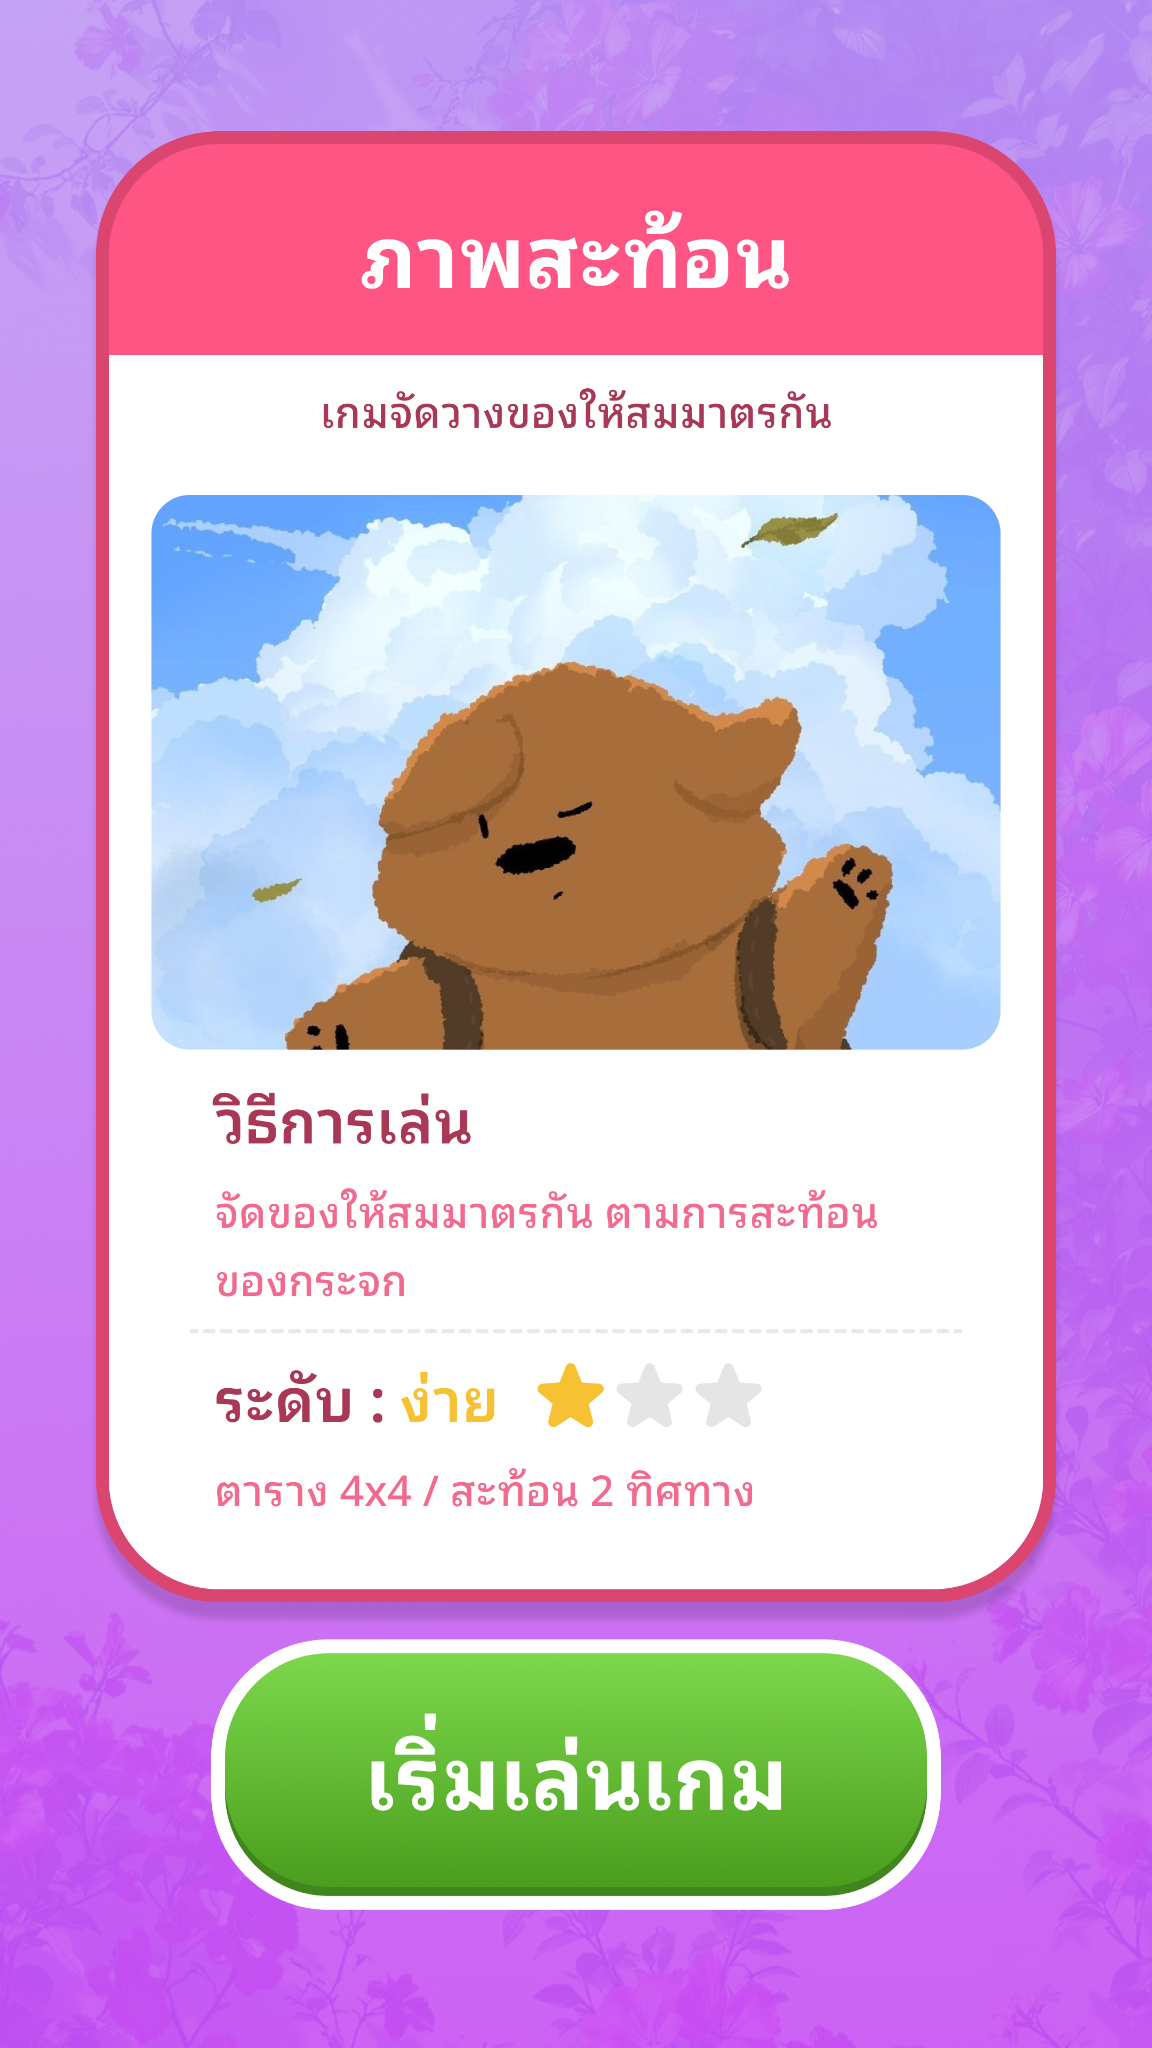 ภาพสะท้อน
เกมจัดวางของให้สมมาตรกัน
วิธีการเล่น
จัดของให้สมมาตรกัน ตามการสะท้อน
ของกระจก
ระดับ : ง่าย
ตาราง 4x4 / สะท้อน 2 ทิศทาง
เริ่มเล่นเกม